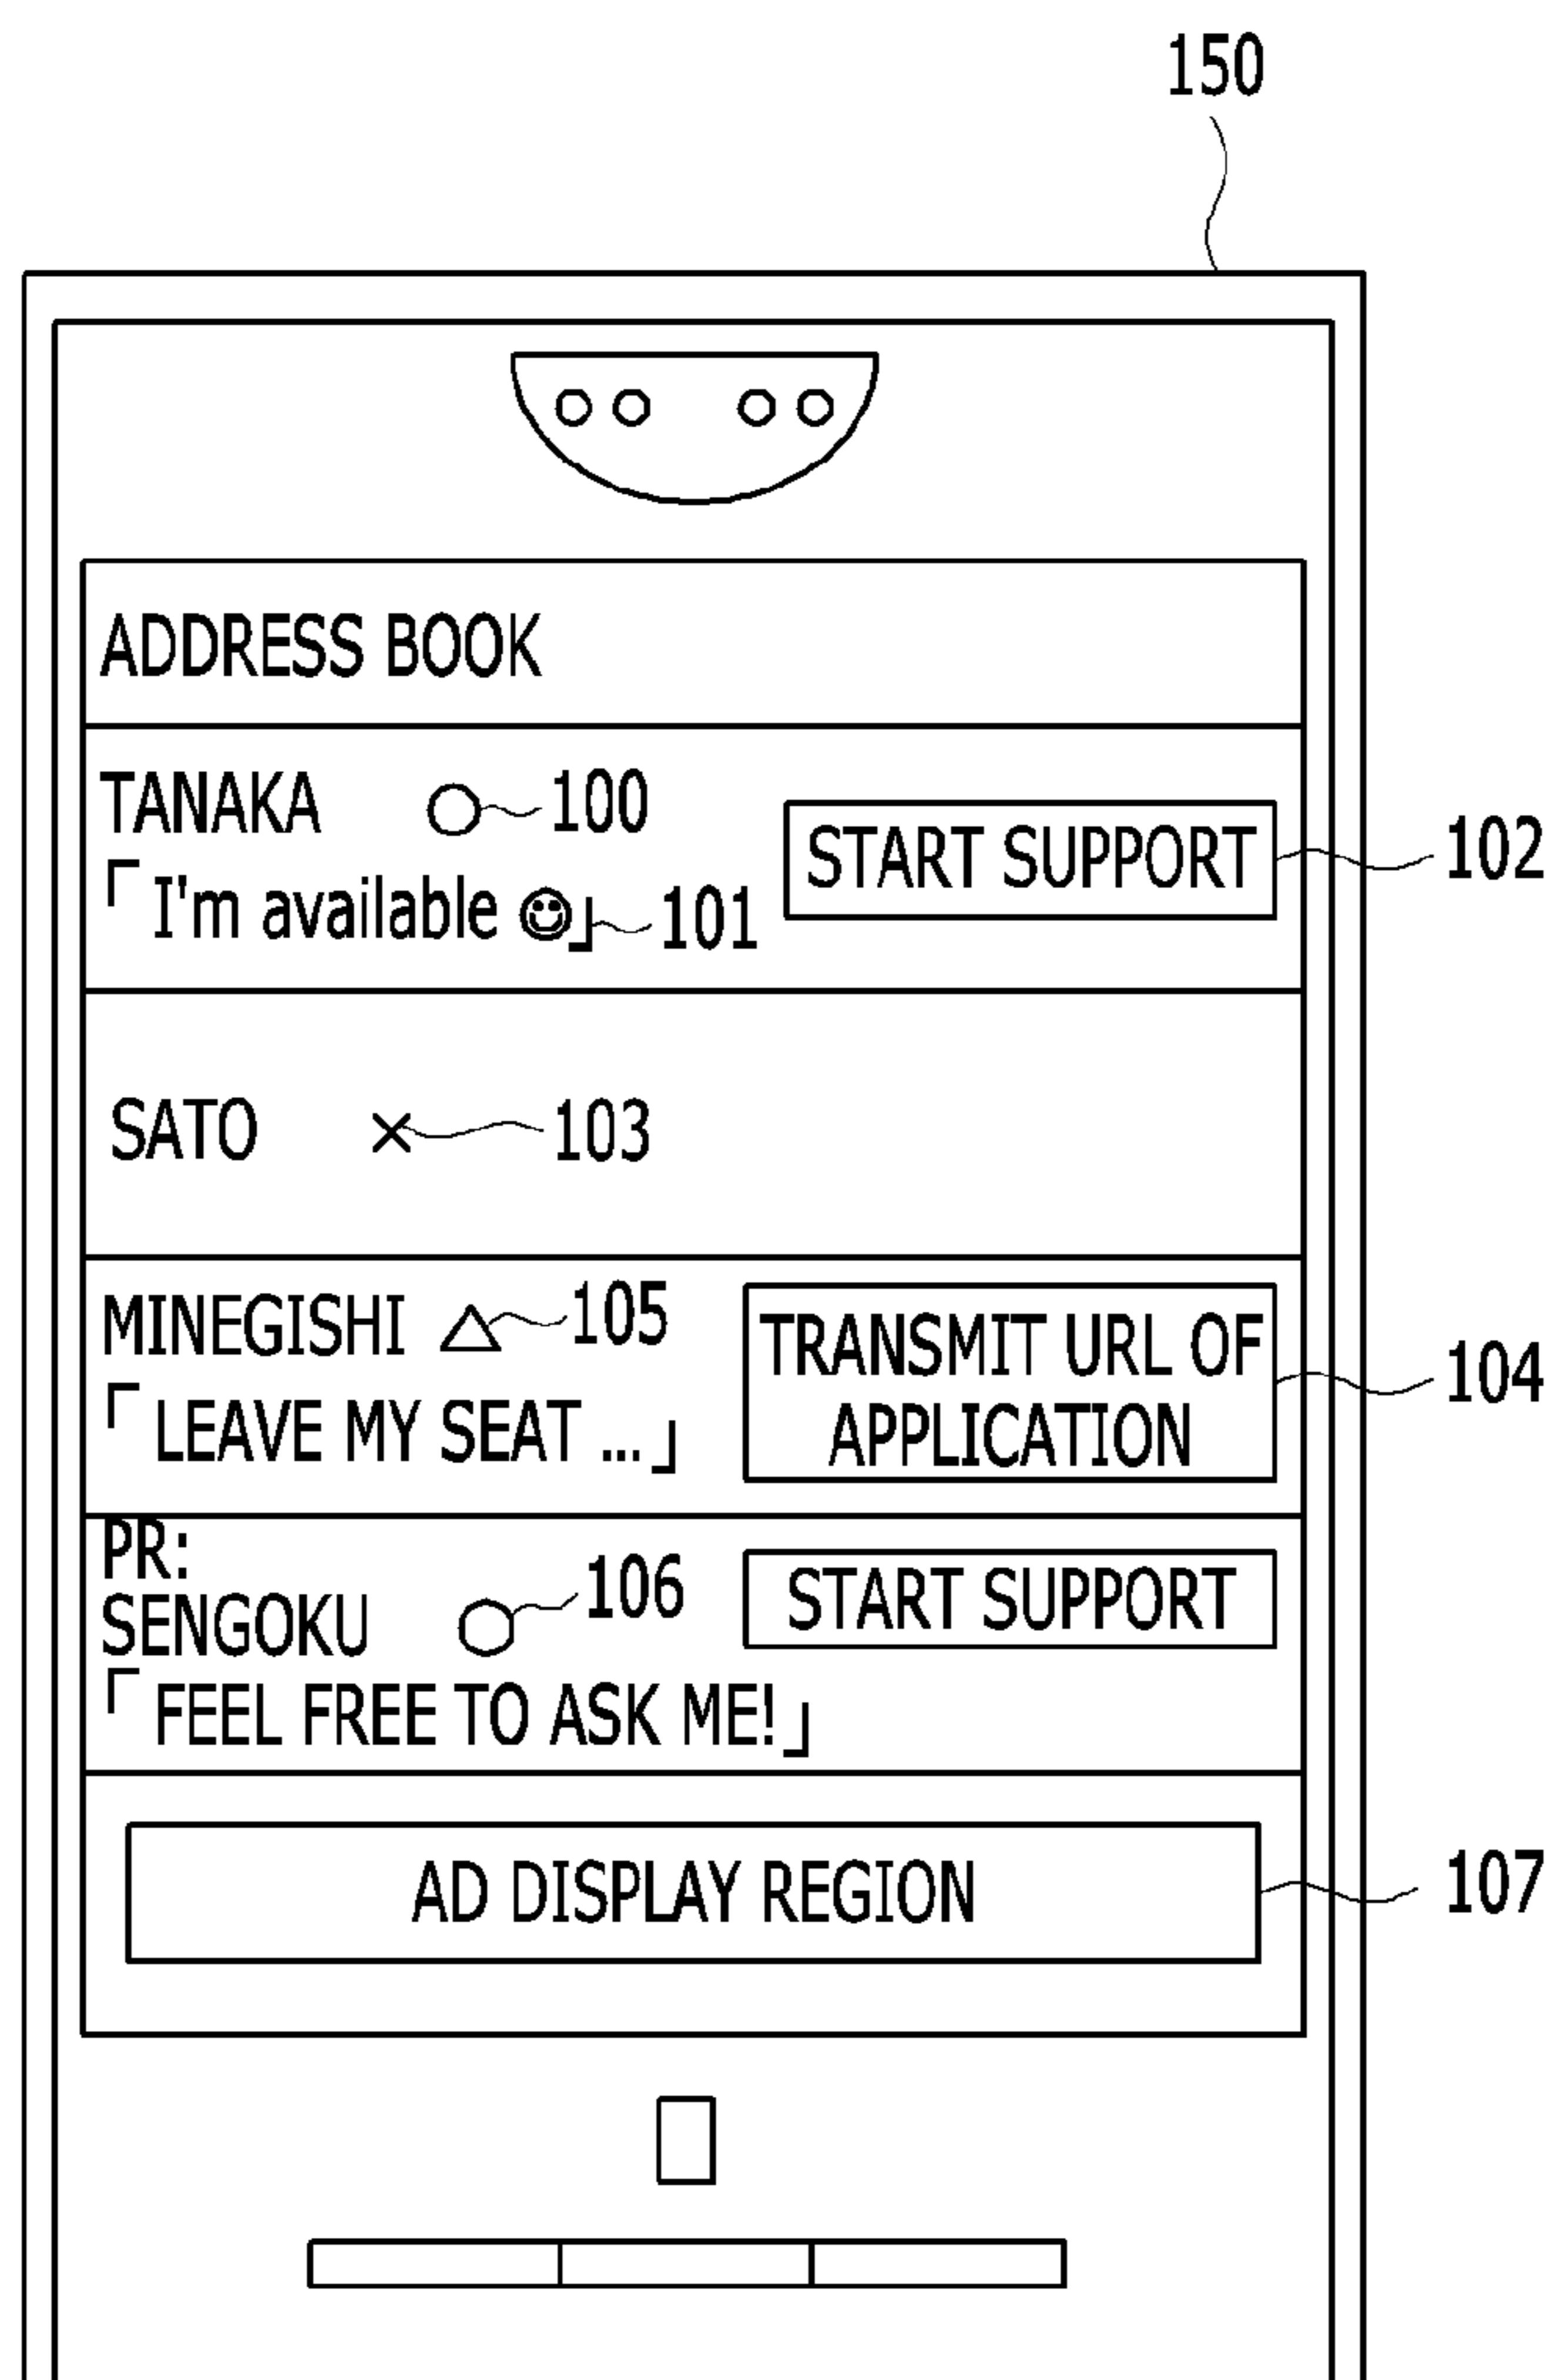 150
ADDRESS BOOK
TANAKA ○ 100
START SUPPORT 102
「I'm available ☺」 101
SATO × 103
MINEGISHI △ 105
TRANSMIT URL OF
APPLICATION 104
「LEAVE MY SEAT ...」
PR:
SENGOKU ○ 106
START SUPPORT
「FEEL FREE TO ASK ME!」
AD DISPLAY REGION 107